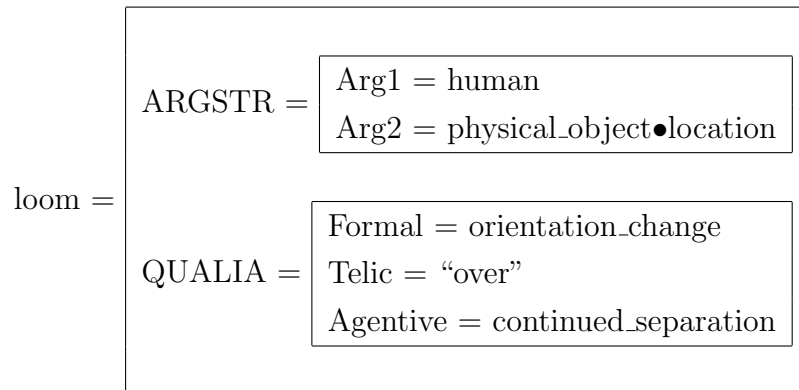 ARGSTR =
Arg1 = human
Arg2 = physical_object•location
loom =
QUALIA =
Formal = orientation_change
Telic = “over”
Agentive = continued_separation